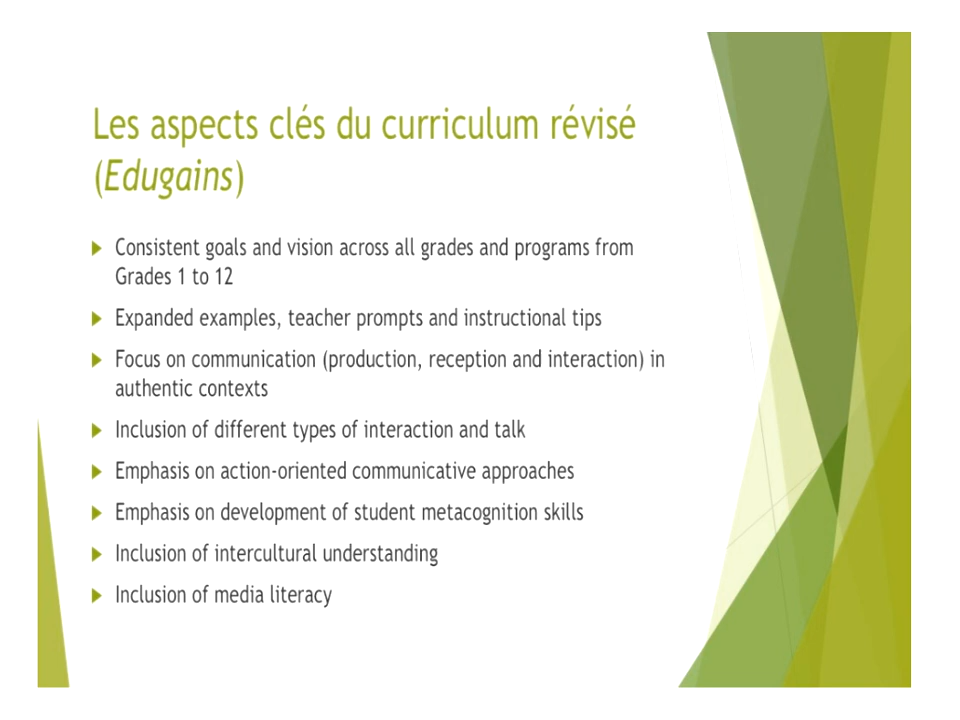 Les aspects clés du curriculum révisé
(Edugains)
Consistent goals and vision across all grades and programs from
Grades 1 to 12
Expanded examples, teacher prompts and instructional tips
Focus on communication (production, reception and interaction) in
authentic contexts
Inclusion of different types of interaction and talk
Emphasis on action-oriented communicative approaches
Emphasis on development of student metacognition skills
Inclusion of intercultural understanding
Inclusion of media literacy